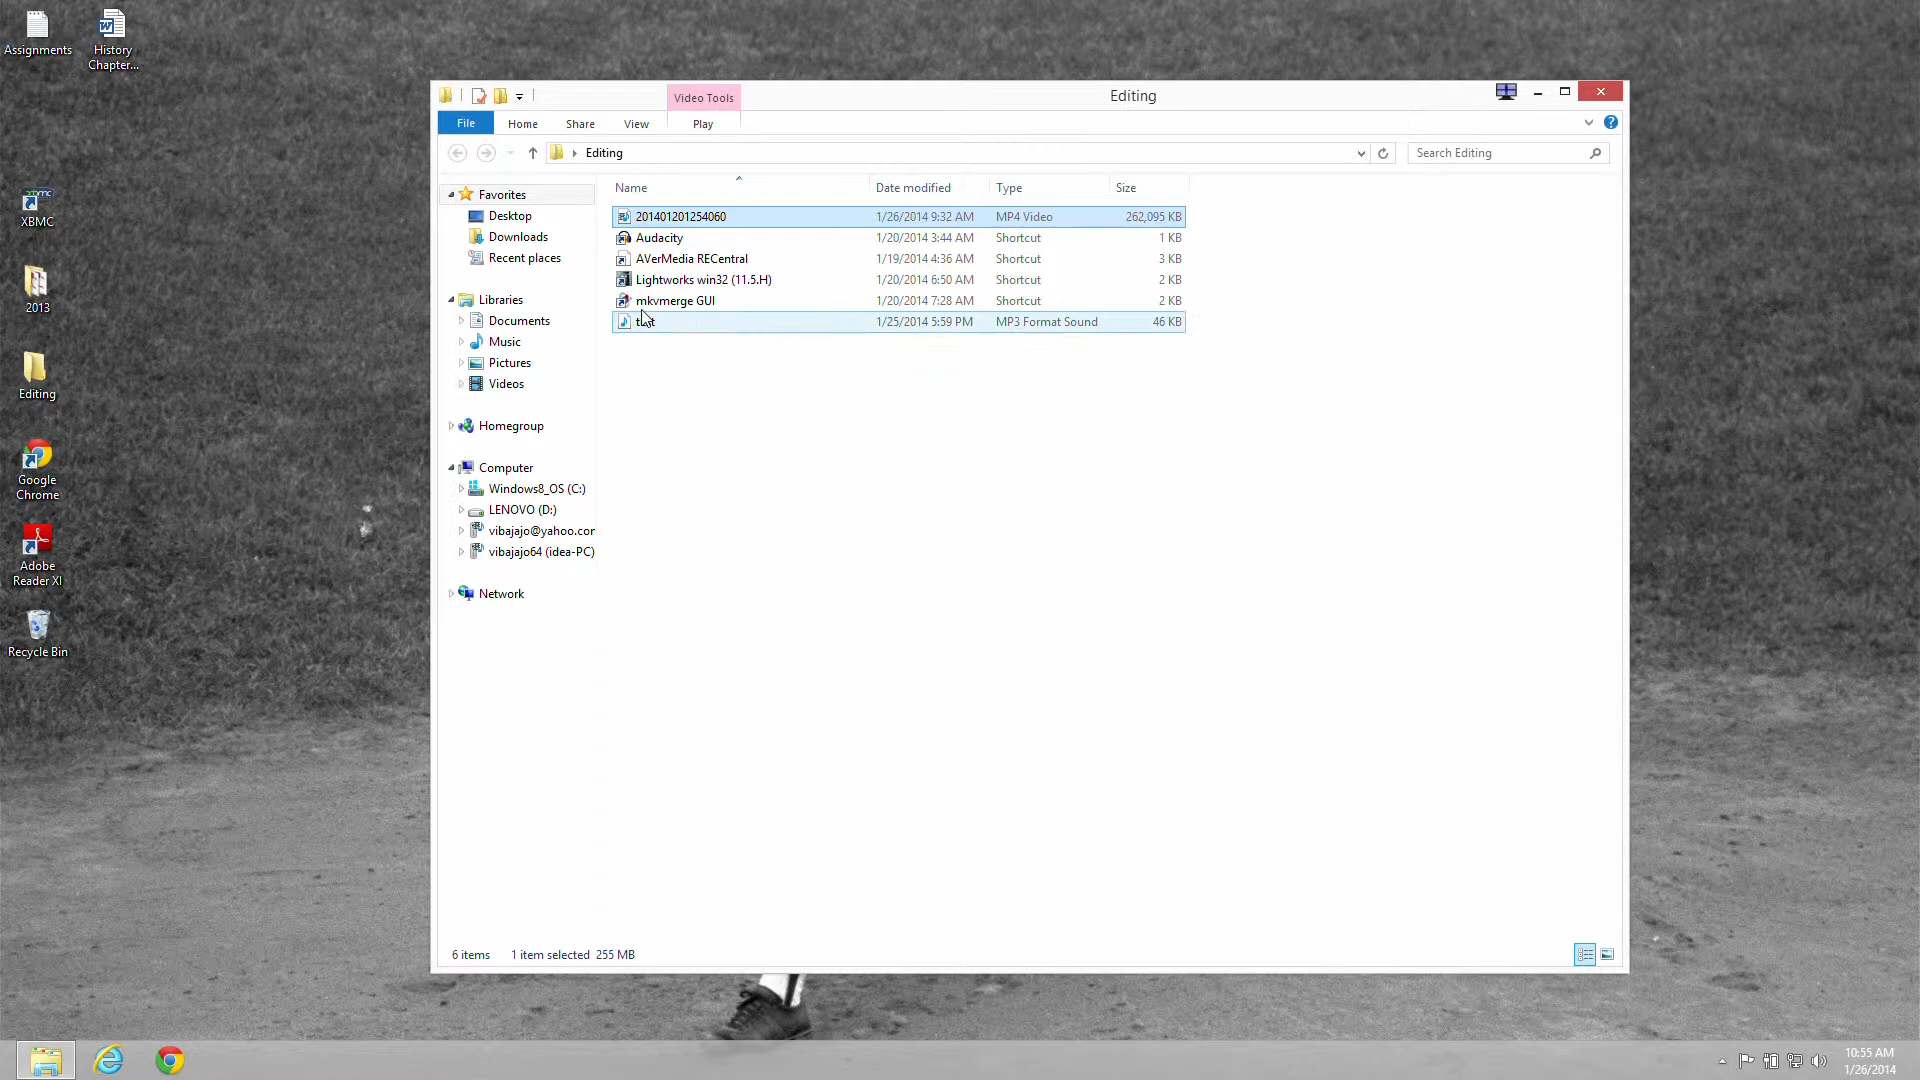 Assignments
History
Chapter...
XBMC
2013
Editing
Google
Chrome
Adobe
Reader XI
Recycle Bin
Video Tools
Editing
File
Home
Share
View
Play
Editing
Search Editing
Favorites
Desktop
Downloads
Recent places
Libraries
Documents
Music
Pictures
Videos
Homegroup
Computer
Windows8_OS (C:)
LENOVO (D:)
vibajajo@yahoo.cor
vibajajo64 (idea-PC)
Network
Name Date modified Type Size
201401201254060 1/26/2014 9:32 AM MP4 Video 262,095 KB
Audacity 1/20/2014 3:44 AM Shortcut 1 KB
AVerMedia RECentral 1/19/2014 4:36 AM Shortcut 3 KB
Lightworks win32 (11.5.H) 1/20/2014 6:50 AM Shortcut 2 KB
mkvmerge GUI 1/20/2014 7:28 AM Shortcut 2 KB
1/25/2014 5:59 PM MP3 Format Sound 46 KB
6 items 1 item selected 255 MB
10:55 AM
1/26/2014